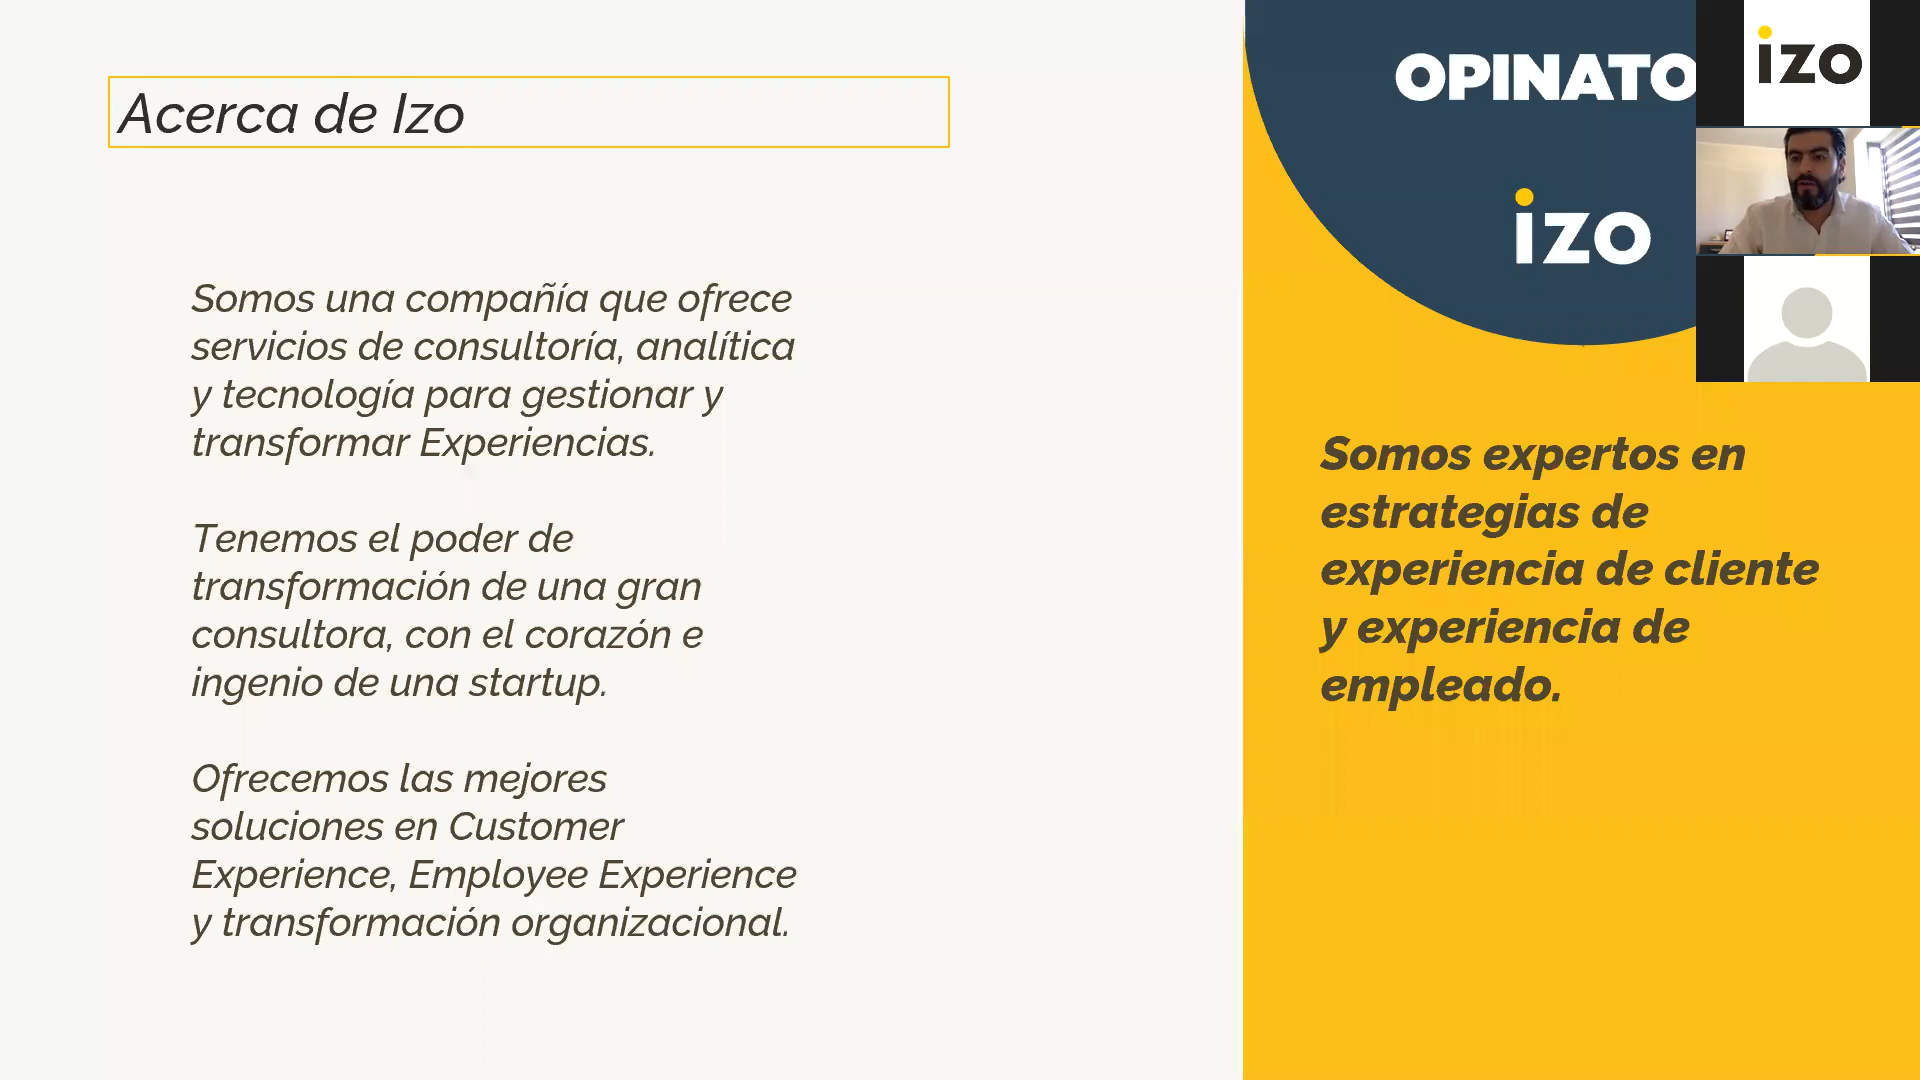 Acerca de Izo
Somos una compañía que ofrece
servicios de consultoría, analítica
y tecnología para gestionar y
transformar Experiencias.
Tenemos el poder de
transformación de una gran
consultora, con el corazón e
ingenio de una startup.
Ofrecemos las mejores
soluciones en Customer
Experience, Employee Experience
y transformación organizacional.
OPINATO
izo
izo
Somos expertos en
estrategias de
experiencia de cliente
y experiencia de
empleado.